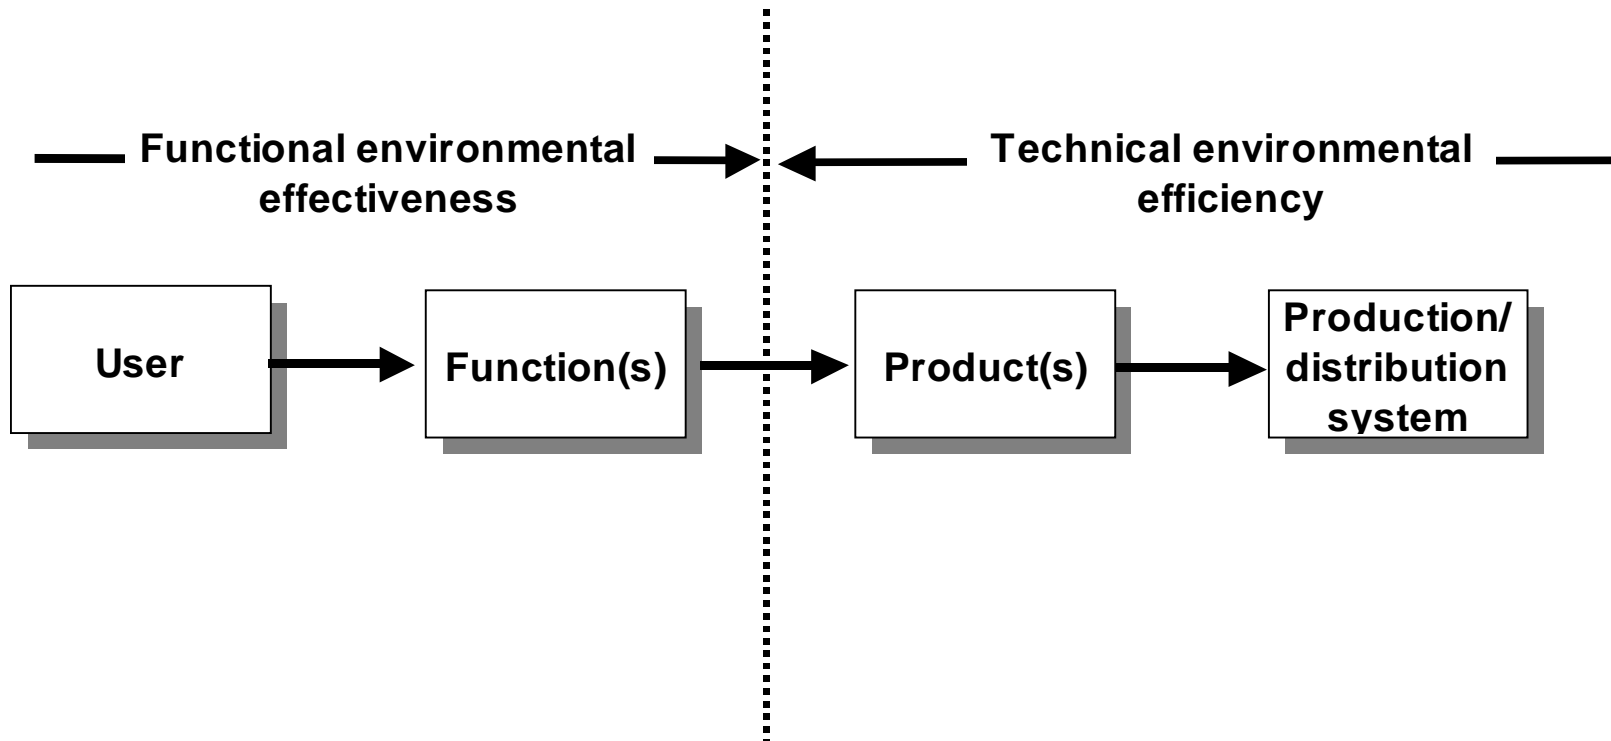 Functional environmental
effectiveness
Technical environmental
efficiency
User
Function(s)
Product(s)
Production/
distribution
system